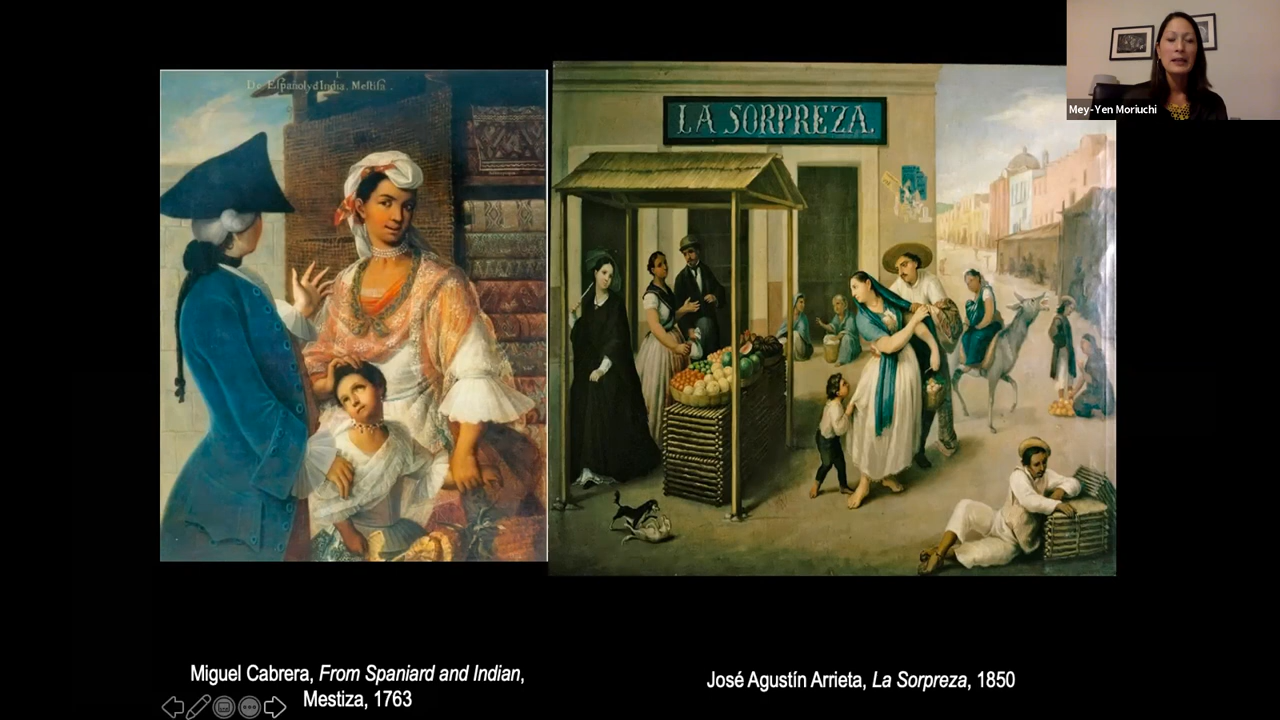 1.
De Español y d India, Mestisa.
LA SORPREZA.
Mey-Yen Moriuchi
Miguel Cabrera, From Spaniard and Indian,
Mestiza, 1763
José Agustín Arrieta, La Sorpreza, 1850